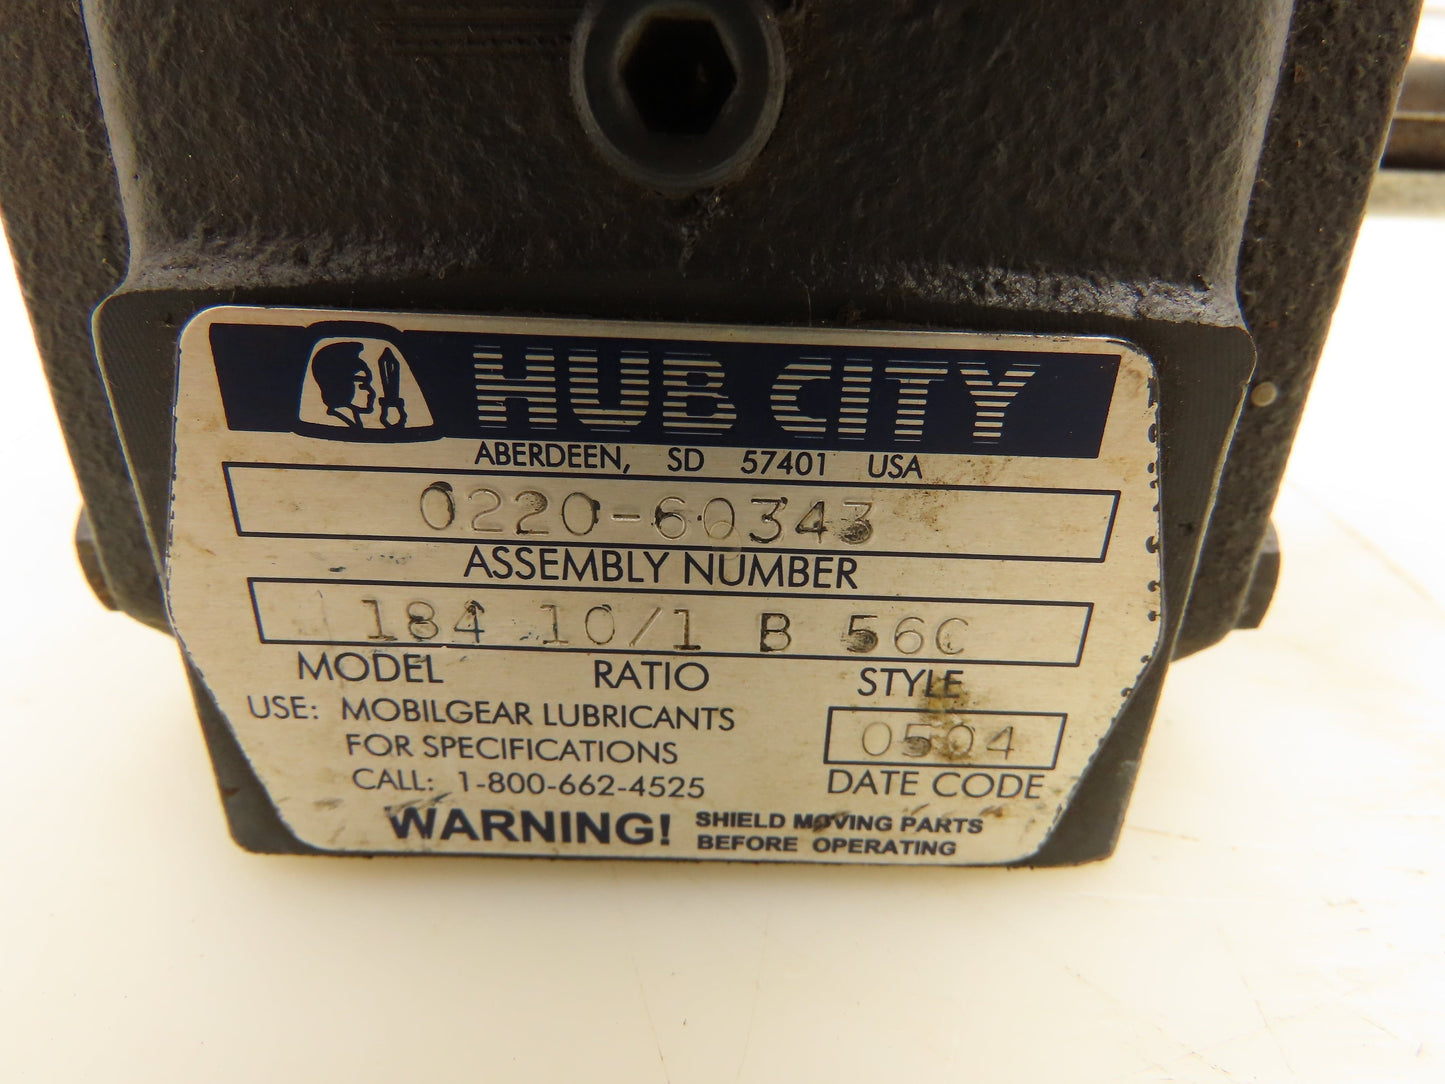 HUB CITY
ABERDEEN, SD 57401 USA
0220-60343
ASSEMBLY NUMBER
184 10/1 B 56C
MODEL RATIO STYLE
USE: MOBILGEAR LUBRICANTS
FOR SPECIFICATIONS
CALL: 1-800-662-4525
0504
DATE CODE
WARNING! SHIELD MOVING PARTS
BEFORE OPERATING